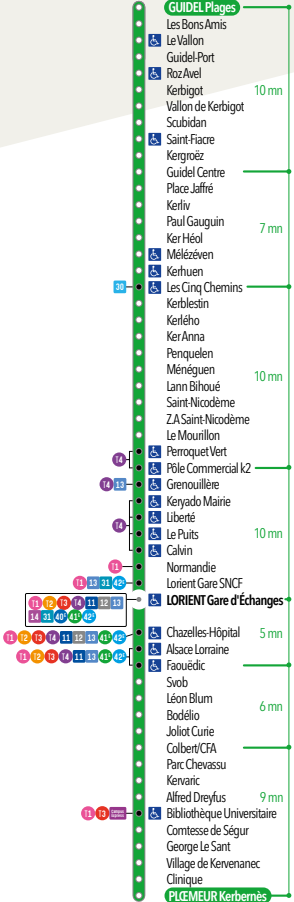 GUIDEL Plages
Les Bons Amis
Le Vallon
Guidel-Port
Roz Avel
Kerbigot 10 mn
Vallon de Kerbigot
Scubidan
Saint-Fiacre
Kergroëz
Guidel Centre
Place Jaffré
Kerliv
Paul Gauguin 7 mn
Ker Héol
Mélézéven
Kerhuen
30 Les Cinq Chemins
Kerblestin
Kerlého
Ker Anna
Penquelen
Ménéguen 10 mn
Lann Bihoué
Saint-Nicodème
Z.A Saint-Nicodème
Le Mourillon
T4 Perroquet Vert
Pôle Commercial k2
T4 13 Grenouillère
Keryado Mairie
T4 Liberté
Le Puits 10 mn
Calvin
T1 Normandie
T1 13 31 42 Lorient Gare SNCF
T1 T2 T3 T4 11 12 13 LORIENT Gare d'Échanges
14 31 40 41 42
T1 T2 T3 T4 11 12 13 41 42 Chazelles-Hôpital 5 mn
T1 T2 T3 T4 11 13 41 42 Alsace Lorraine
Faouëdic
Svob
Léon Blum 6 mn
Bodélio
Joliot Curie
Colbert/CFA
Parc Chevassu
Kervaric
Alfred Dreyfus 9 mn
T1 T3 Bibliothèque Universitaire
Comtesse de Ségur
George Le Sant
Village de Kervenanec
Clinique
PLŒMEUR Kerbernès